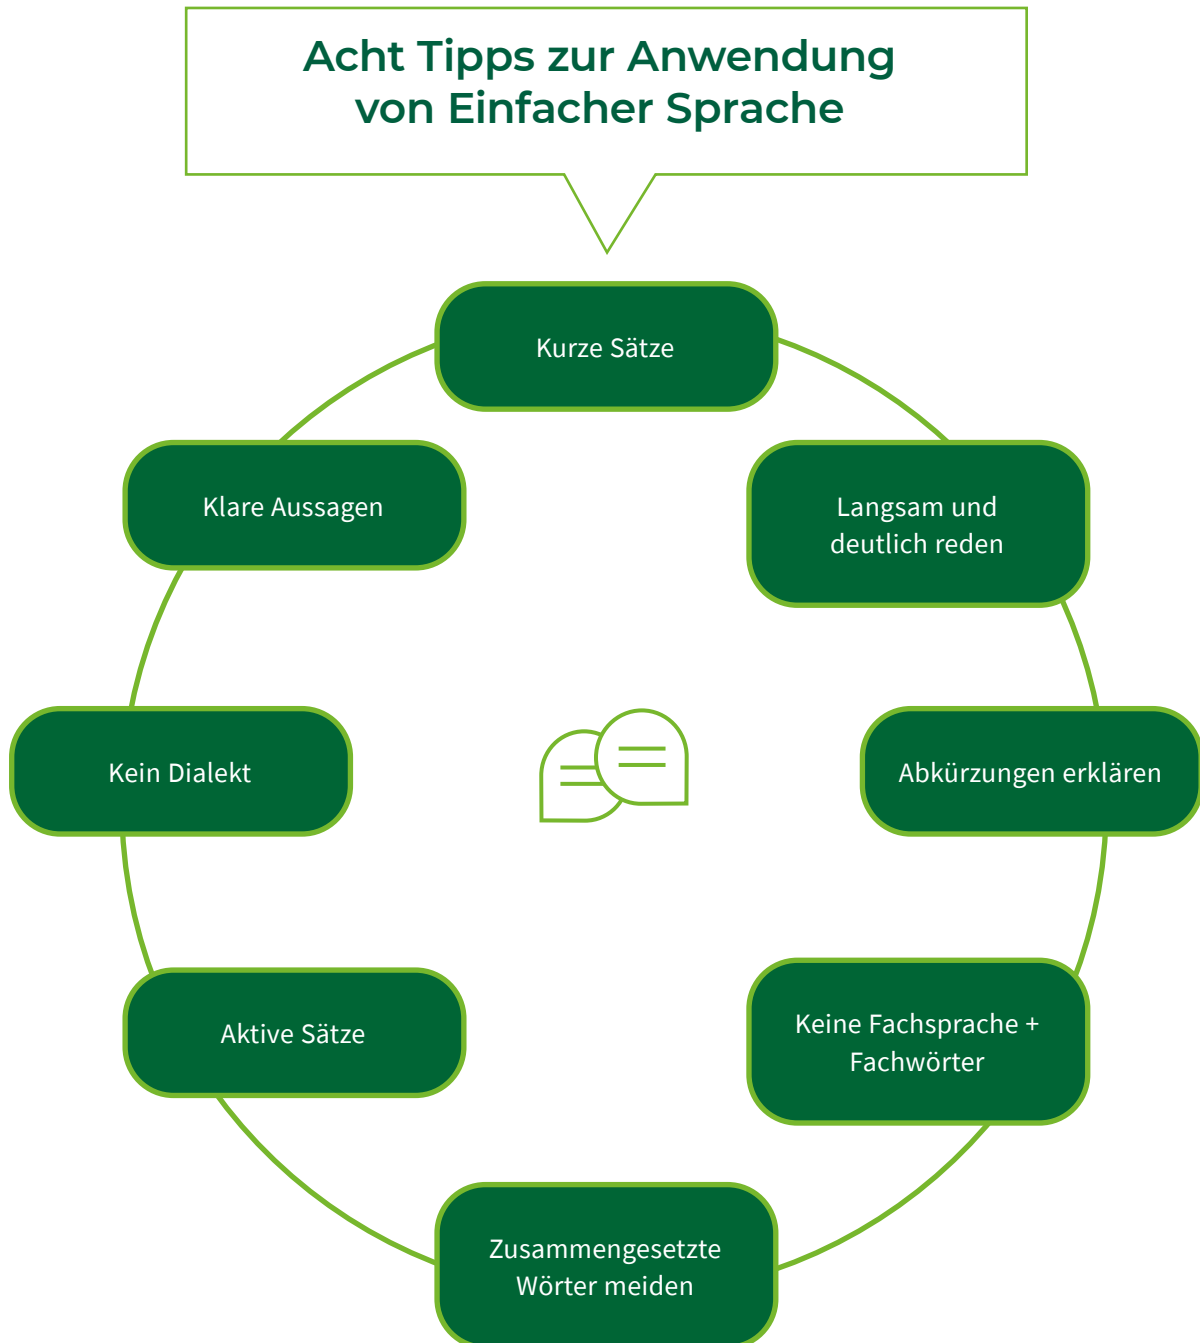 Acht Tipps zur Anwendung
von Einfacher Sprache
Kurze Sätze
Langsam und
deutlich reden
Abkürzungen erklären
Keine Fachsprache +
Fachwörter
Zusammengesetzte
Wörter meiden
Aktive Sätze
Kein Dialekt
Klare Aussagen